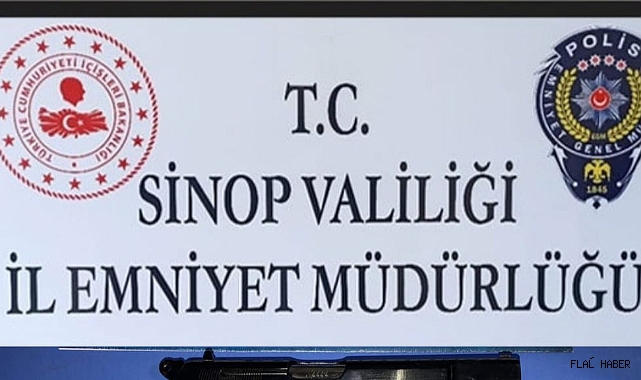 TÜRKİYE CUMHURİYETİ İÇİŞLERİ BAKANLIĞI
POLİS
EMNİYET GENEL M
EGM
1845
T.C.
SİNOP VALİLİĞİ
İL EMNİYET MÜDÜRLÜĞÜ
FLAŞ HABER